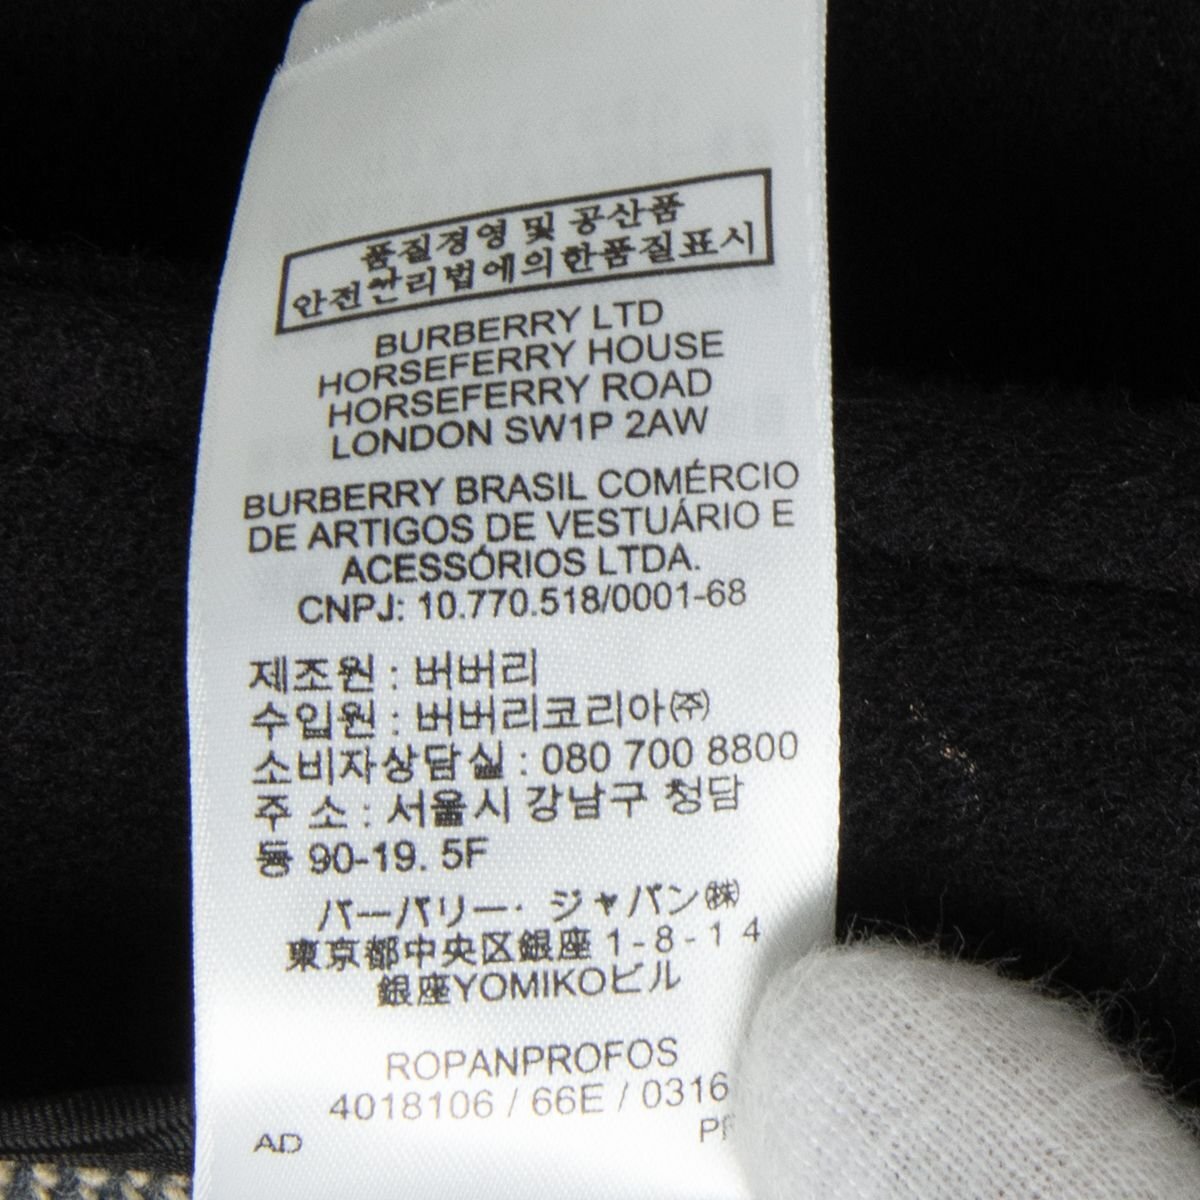 품질경영 및 공산품
안전관리법에의한품질표시
BURBERRY LTD
HORSEFERRY HOUSE
HORSEFERRY ROAD
LONDON SW1P 2AW
BURBERRY BRASIL COMÉRCIO
DE ARTIGOS DE VESTUÁRIO E
ACESSÓRIOS LTDA.
CNPJ: 10.770.518/0001-68
제조원 : 버버리
수입원 : 버버리코리아㈜
소비자상담실 : 080 700 8800
주 소 : 서울시 강남구 청담
동 90-19. 5F
バーバリー・ジャパン㈱
東京都中央区銀座 1-8-14
銀座YOMIKOビル
ROPANPROFOS
4018106 / 66E / 0316
AD